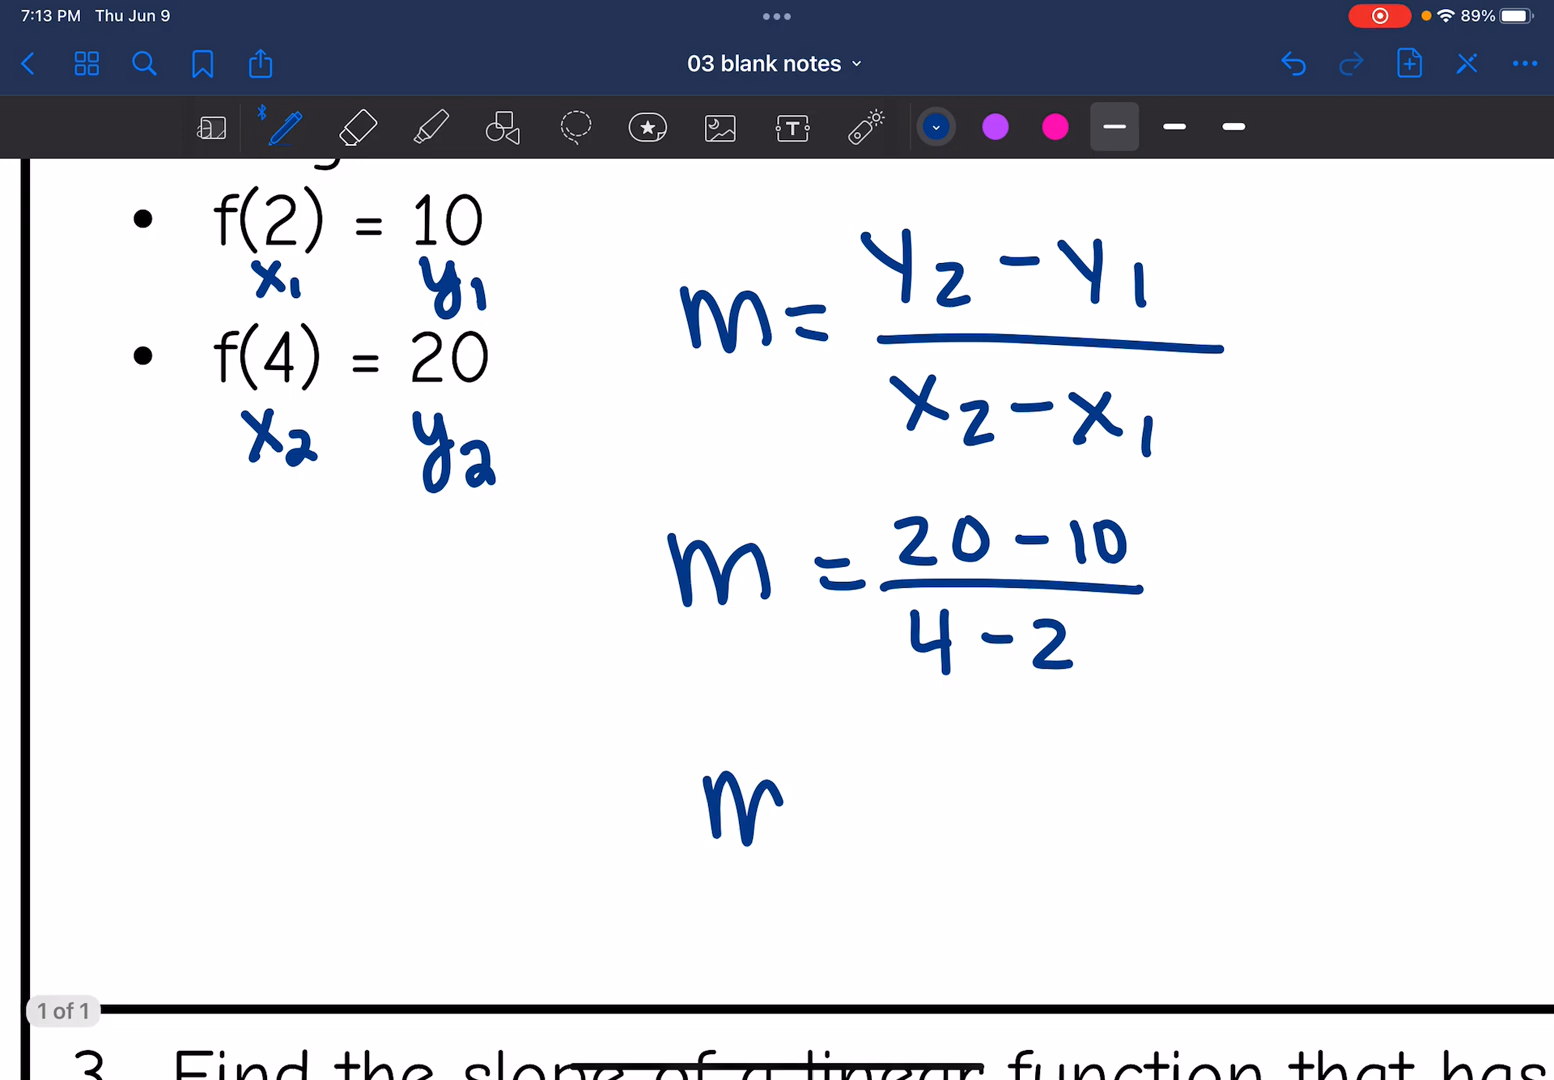 7:13 PM Thu Jun 9
89%
03 blank notes
T
• f(2) = 10
x₁ y₁
• f(4) = 20
x₂ y₂
m = y₂ - y₁
x₂ - x₁
m = 20 - 10
4 - 2
m
1 of 1
3. Find the slope of a linear function that has